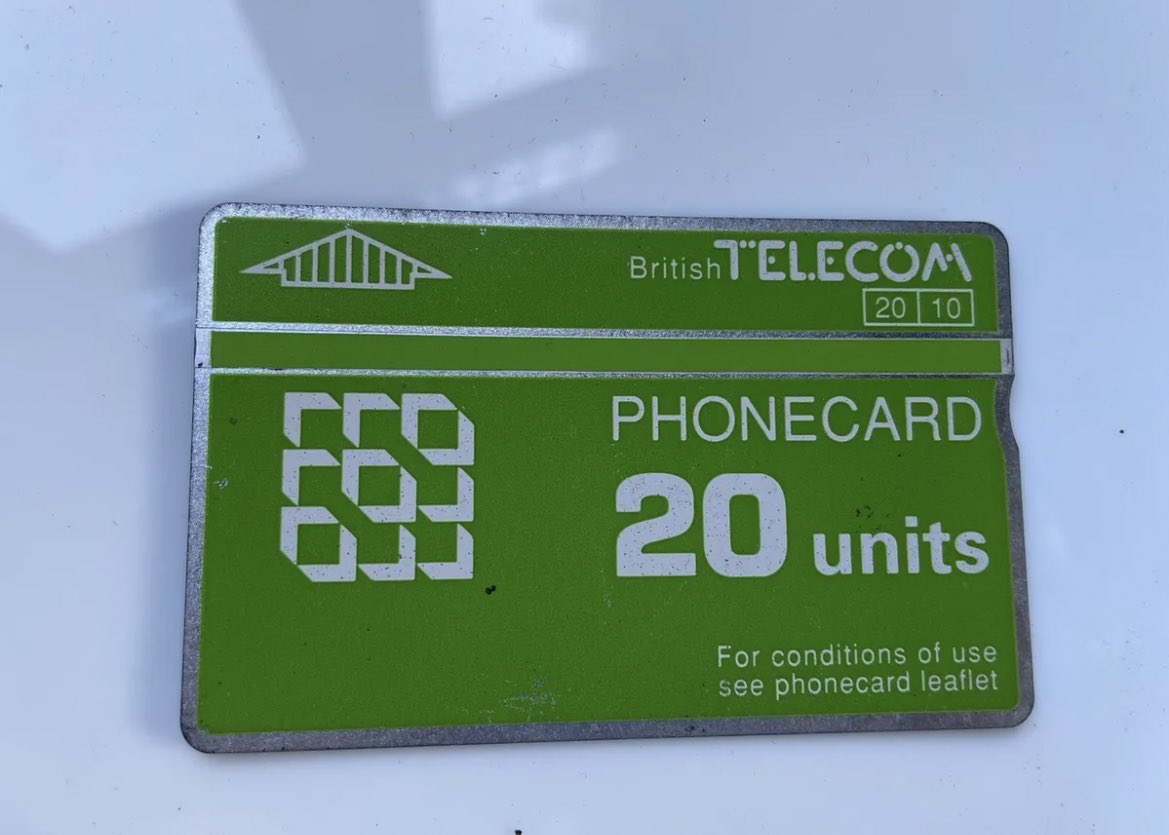 British TELECOM
20 10
PHONECARD
20 units
For conditions of use
see phonecard leaflet